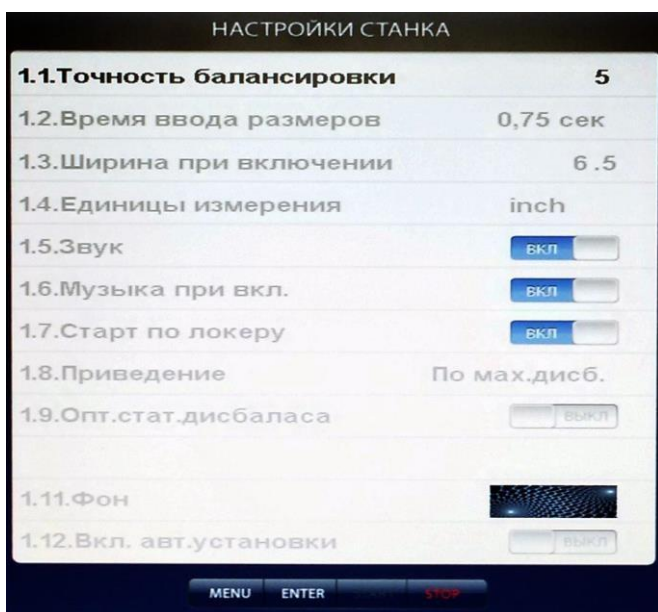 НАСТРОЙКИ СТАНКА
1.1.Точность балансировки 5
1.2.Время ввода размеров 0,75 сек
1.3.Ширина при включении 6.5
1.4.Единицы измерения inch
1.5.Звук ВКЛ
1.6.Музыка при вкл. ВКЛ
1.7.Старт по локеру ВКЛ
1.8.Приведение По мах.дисб.
1.9.Опт.стат.дисбаласа ВЫКЛ
1.11.Фон
1.12.Вкл. авт.установки ВЫКЛ
MENU ENTER STOP